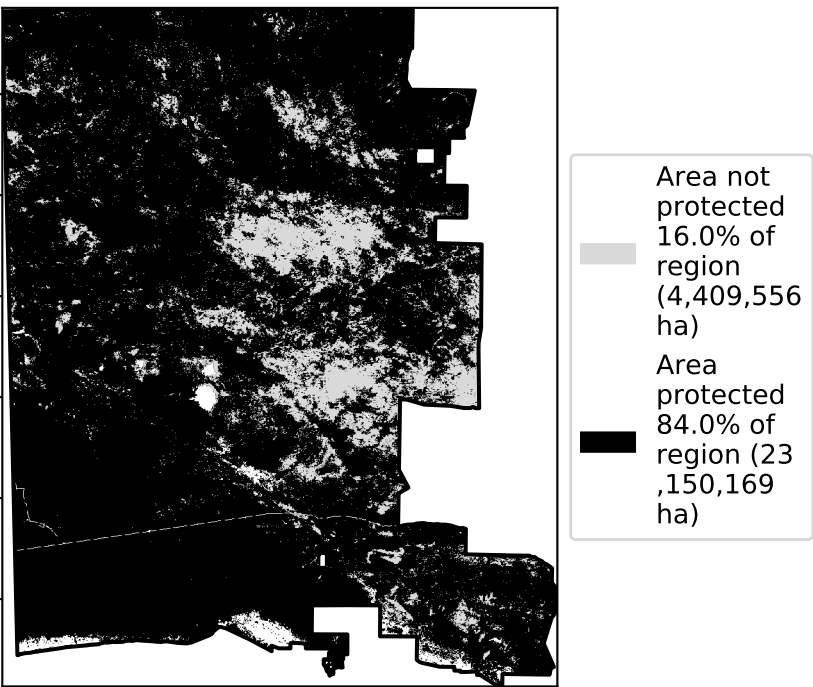 Area not
protected
16.0% of
region
(4,409,556
ha)
Area
protected
84.0% of
region (23
,150,169
ha)